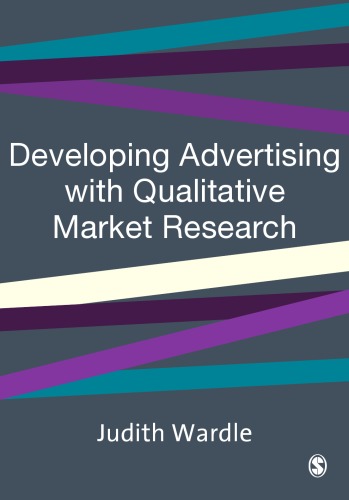 Developing Advertising
with Qualitative
Market Research
Judith Wardle
S